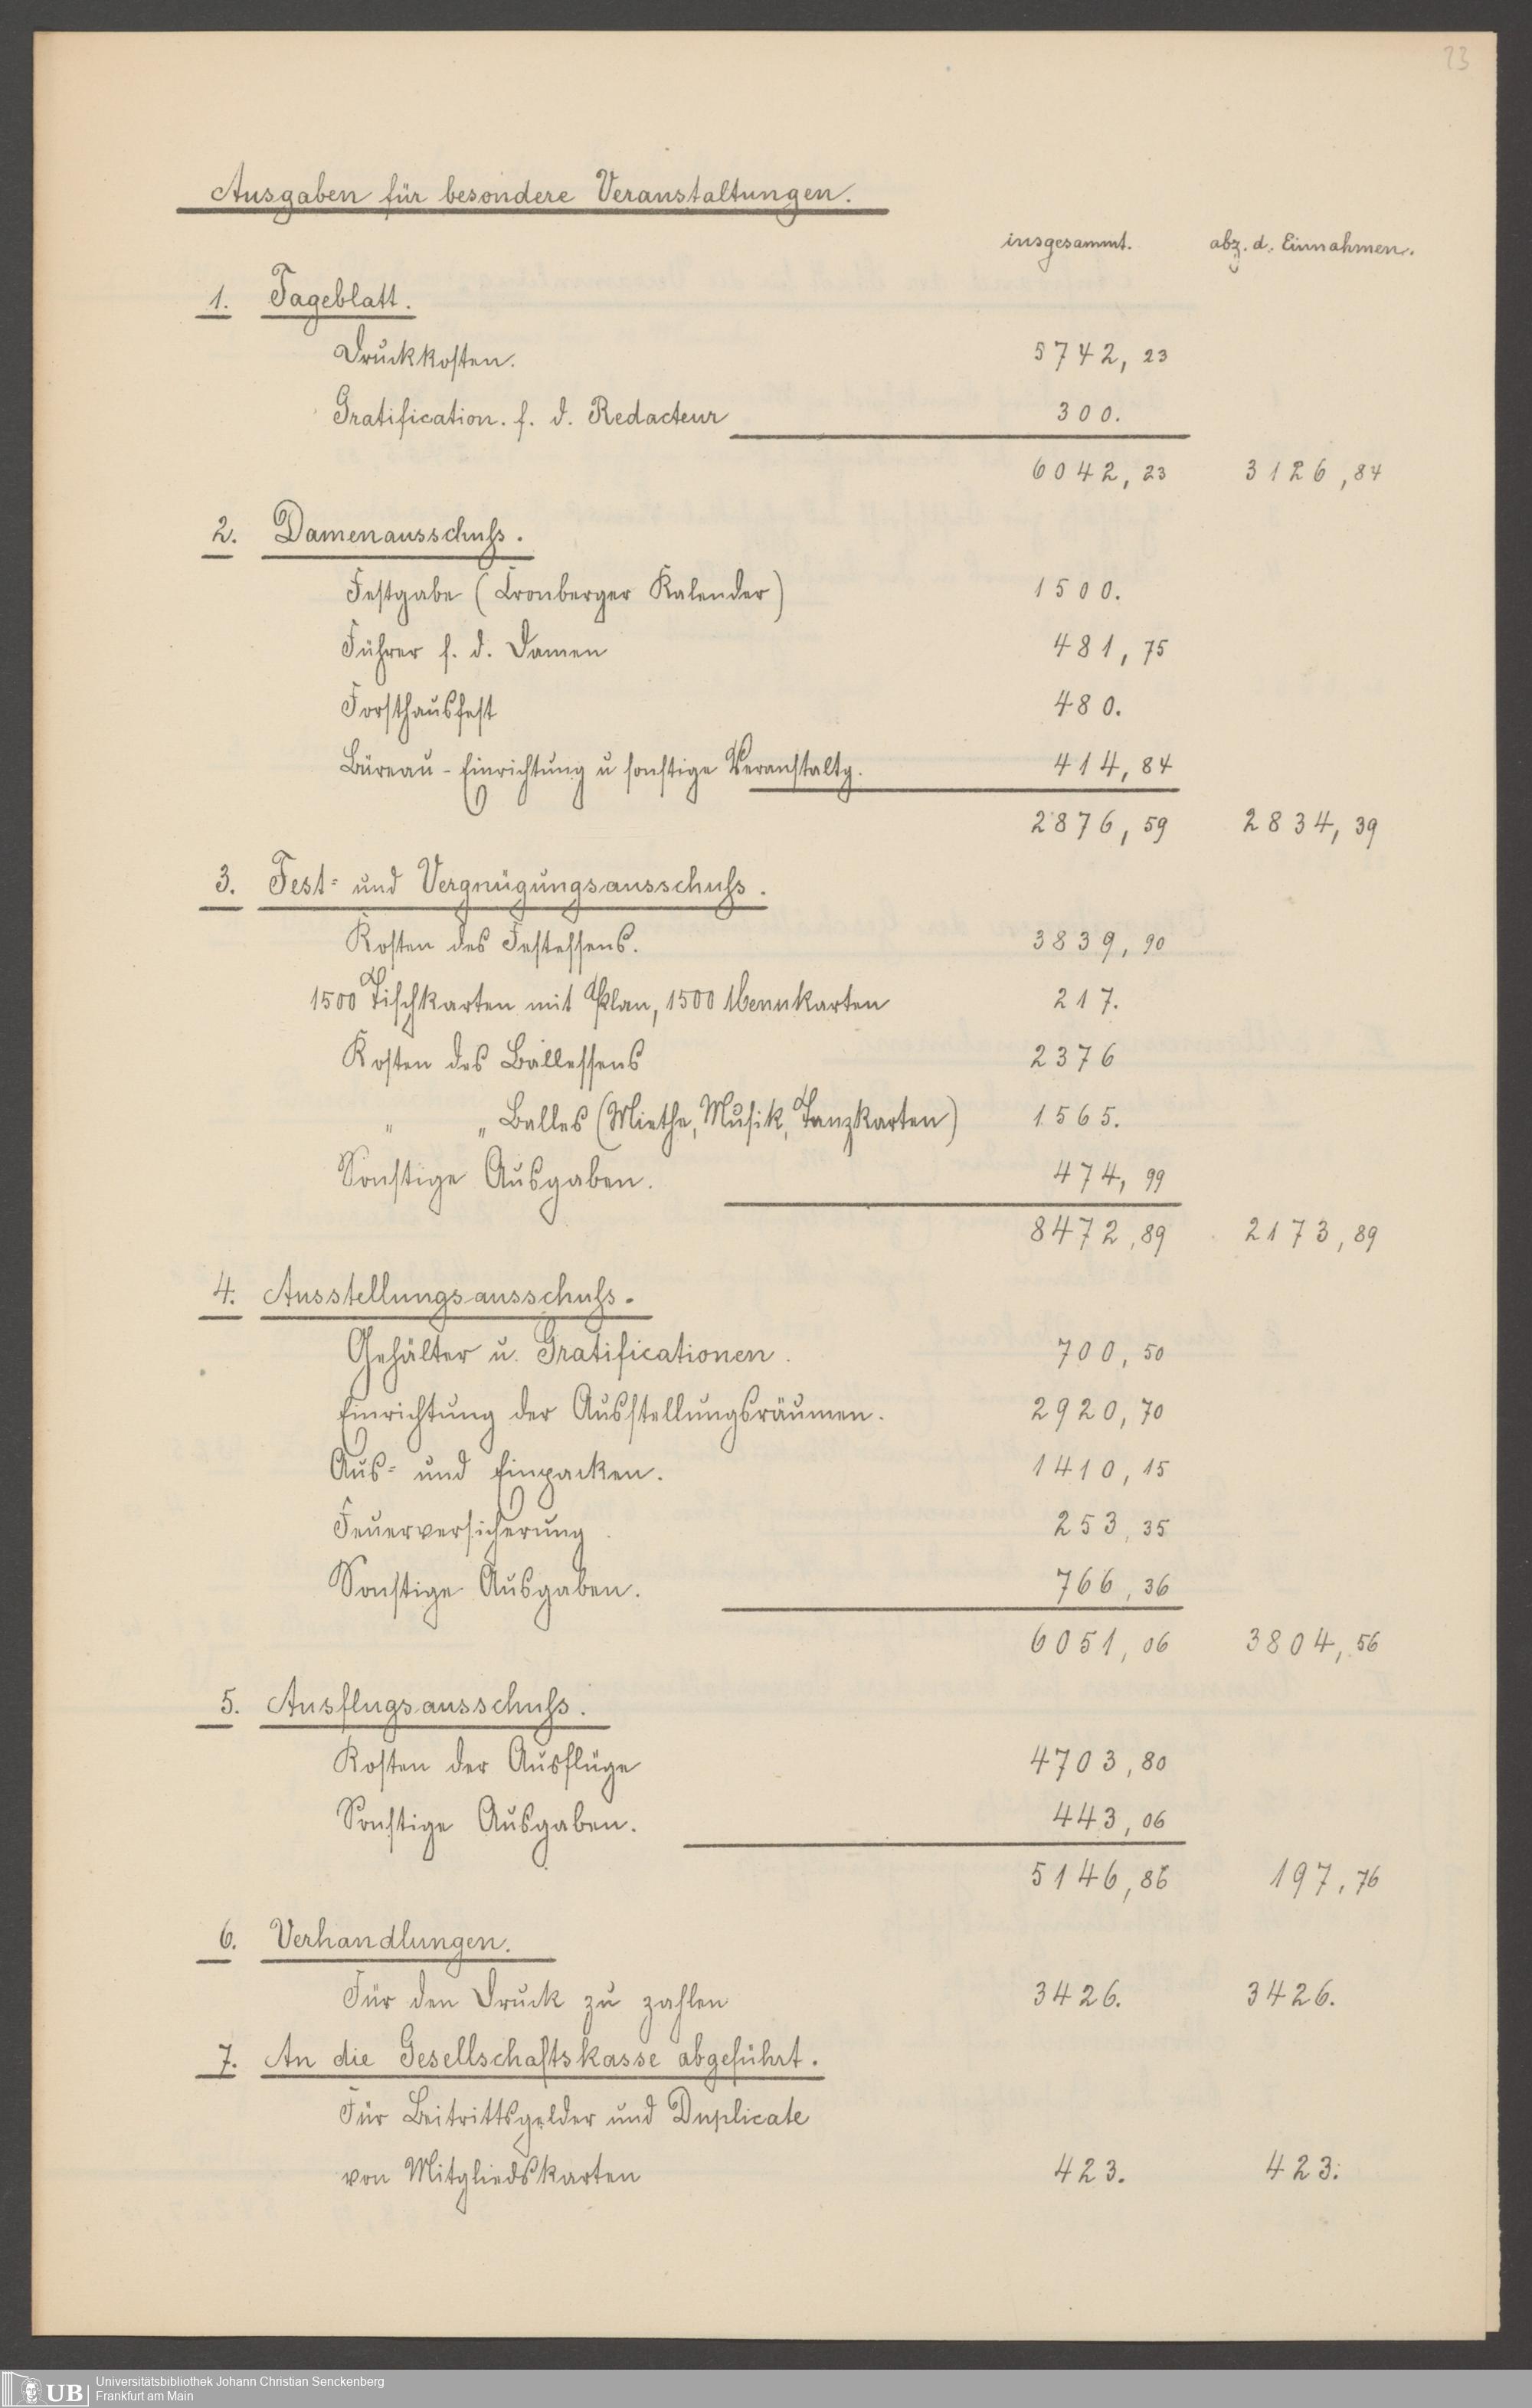 23
Ausgaben für besondere Veranstaltungen.
insgesammt. abz. d. Einnahmen.
1. Tageblatt.
Druckkosten. 5742, 23
Gratification. f. d. Redacteur 300.
6042, 23 3126, 84
2. Damenausschuss.
Festgabe (Cronberger Kalender) 1500.
Führer f. d. Damen 481, 75
Forsthausfest 480.
Büreau-Einrichtung u sonstige Veranstaltg. 414, 84
2876, 59 2834, 39
3. Fest- und Vergnügungsausschuss.
Kosten des Festessens. 3839, 90
1500 Tischkarten mit Plan, 1500 Menukarten 217.
Kosten des Ballessens 2376
" " Balles (Miethe, Musik, Tanzkarten) 1565.
Sonstige Ausgaben. 474, 99
8472, 89 2173, 89
4. Ausstellungsausschuss.
Gehälter u. Gratificationen. 700, 50
Einrichtung der Ausstellungsräumen. 2920, 70
Aus- und Einpacken. 1410, 15
Feuerversicherung. 253, 35
Sonstige Ausgaben. 766, 36
6051, 06 3804, 56
5. Ausflugsausschuss.
Kosten der Ausflüge 4703, 80
Sonstige Ausgaben. 443, 06
5146, 86 197, 76
6. Verhandlungen.
Für den Druck zu zahlen 3426. 3426.
7. An die Gesellschaftskasse abgeführt.
Für Beitrittsgelder und Duplicate
von Mitgliedskarten 423. 423.
UB Universitätsbibliothek Johann Christian Senckenberg
Frankfurt am Main